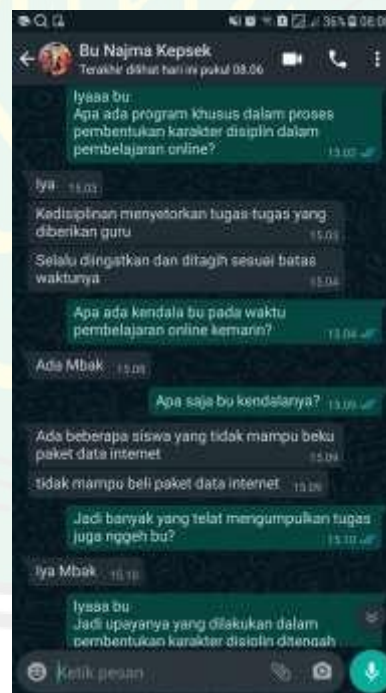 36% 08.06
Bu Najma Kepsek
Terakhir dilihat hari ini pukul 08.06
Iyaaa bu
Apa ada program khusus dalam proses
pembentukan karakter disiplin dalam
pembelajaran online?
15.02
Iya 15.03
Kedisiplinan menyetorkan tugas-tugas yang
diberikan guru 15.03
Selalu diingatkan dan ditagih sesuai batas
waktunya 15.04
Apa ada kendala bu pada waktu
pembelajaran online kemarin? 15.04
Ada Mbak 15.08
Apa saja bu kendalanya? 15.09
Ada beberapa siswa yang tidak mampu beku
paket data internet 15.09
tidak mampu beli paket data internet 15.09
Jadi banyak yang telat mengumpulkan tugas
juga nggeh bu? 15.10
Iya Mbak 15.10
Iyaaa bu
Jadi upayanya yang dilakukan dalam
pembentukan karakter disiplin ditengah
Ketik pesan